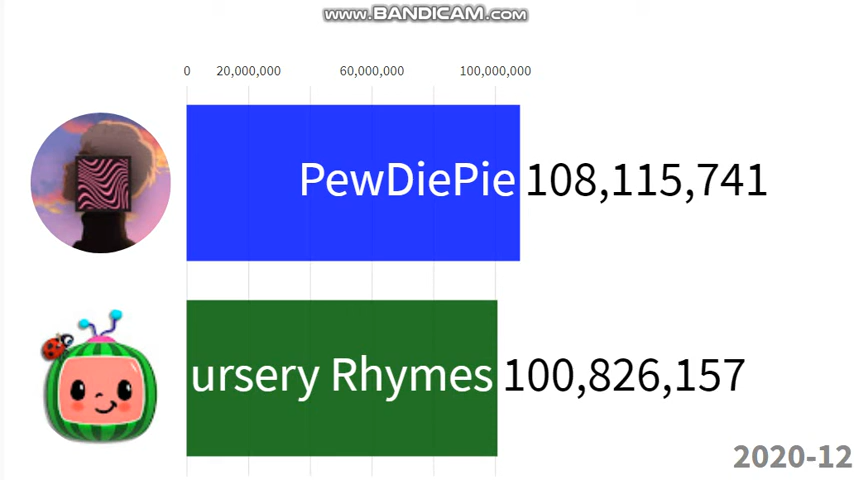 www.BANDICAM.com
0 20,000,000 60,000,000 100,000,000
PewDiePie 108,115,741
ursery Rhymes 100,826,157
2020-12